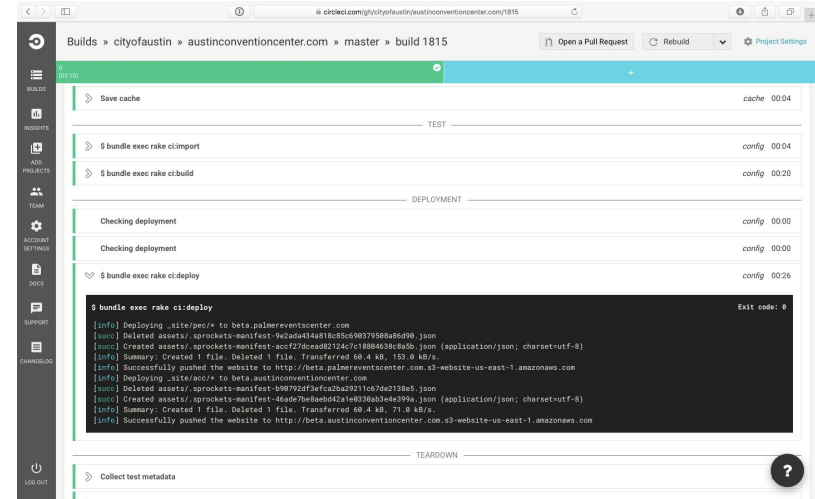 circleci.com/gh/cityofaustin/austinconventioncenter.com/1815
Builds » cityofaustin » austinconventioncenter.com » master » build 1815
Open a Pull Request
Rebuild
Project Settings
0
(03:10)
+
BUILDS
INSIGHTS
ADD
PROJECTS
TEAM
ACCOUNT
SETTINGS
DOCS
SUPPORT
CHANGELOG
LOG OUT
Save cache cache 00:04
TEST
$ bundle exec rake ci:import config 00:04
$ bundle exec rake ci:build config 00:20
DEPLOYMENT
Checking deployment config 00:00
Checking deployment config 00:00
$ bundle exec rake ci:deploy config 00:26
$ bundle exec rake ci:deploy Exit code: 0
[info] Deploying _site/pec/* to beta.palmereventscenter.com
[succ] Deleted assets/.sprockets-manifest-9e2ada434a818c85c690379508a86d90.json
[succ] Created assets/.sprockets-manifest-accf27dcead82124c7c18804638c8a5b.json (application/json; charset=utf-8)
[info] Summary: Created 1 file. Deleted 1 file. Transferred 60.4 kB, 153.0 kB/s.
[info] Successfully pushed the website to http://beta.palmereventscenter.com.s3-website-us-east-1.amazonaws.com
[info] Deploying _site/acc/* to beta.austinconventioncenter.com
[succ] Deleted assets/.sprockets-manifest-b90792df3efca2ba29211c67de2138e5.json
[succ] Created assets/.sprockets-manifest-46ade7be8aebd42a1e0330ab3e4e399a.json (application/json; charset=utf-8)
[info] Summary: Created 1 file. Deleted 1 file. Transferred 60.4 kB, 71.0 kB/s.
[info] Successfully pushed the website to http://beta.austinconventioncenter.com.s3-website-us-east-1.amazonaws.com
TEARDOWN
Collect test metadata
?